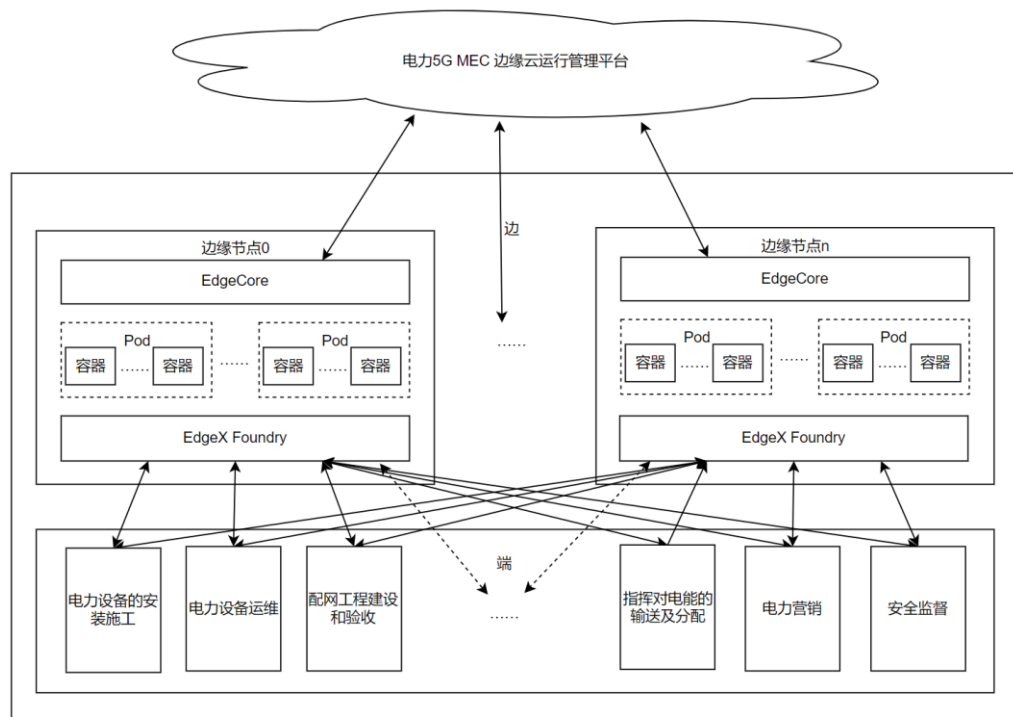 电力5G MEC 边缘云运行管理平台
边
边缘节点0
EdgeCore
Pod
容器
......
容器
......
Pod
容器
......
容器
EdgeX Foundry
......
边缘节点n
EdgeCore
Pod
容器
......
容器
......
Pod
容器
......
容器
EdgeX Foundry
端
电力设备的安
装施工
电力设备运维
配网工程建设
和验收
......
指挥对电能的
输送及分配
电力营销
安全监督